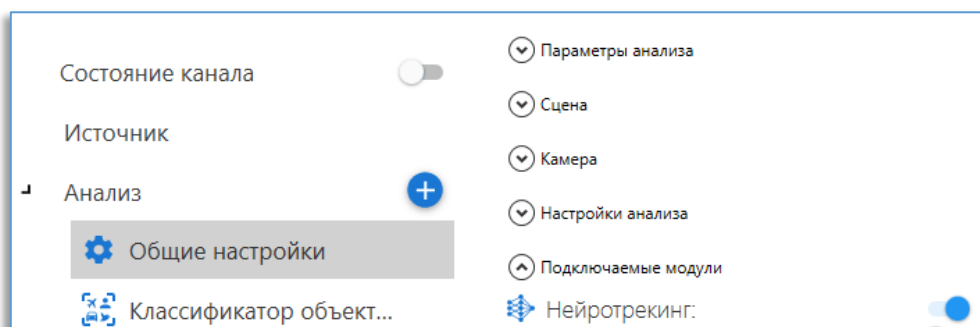 Состояние канала
Источник
Анализ
Общие настройки
Классификатор объект...
Параметры анализа
Сцена
Камера
Настройки анализа
Подключаемые модули
Нейротрекинг: